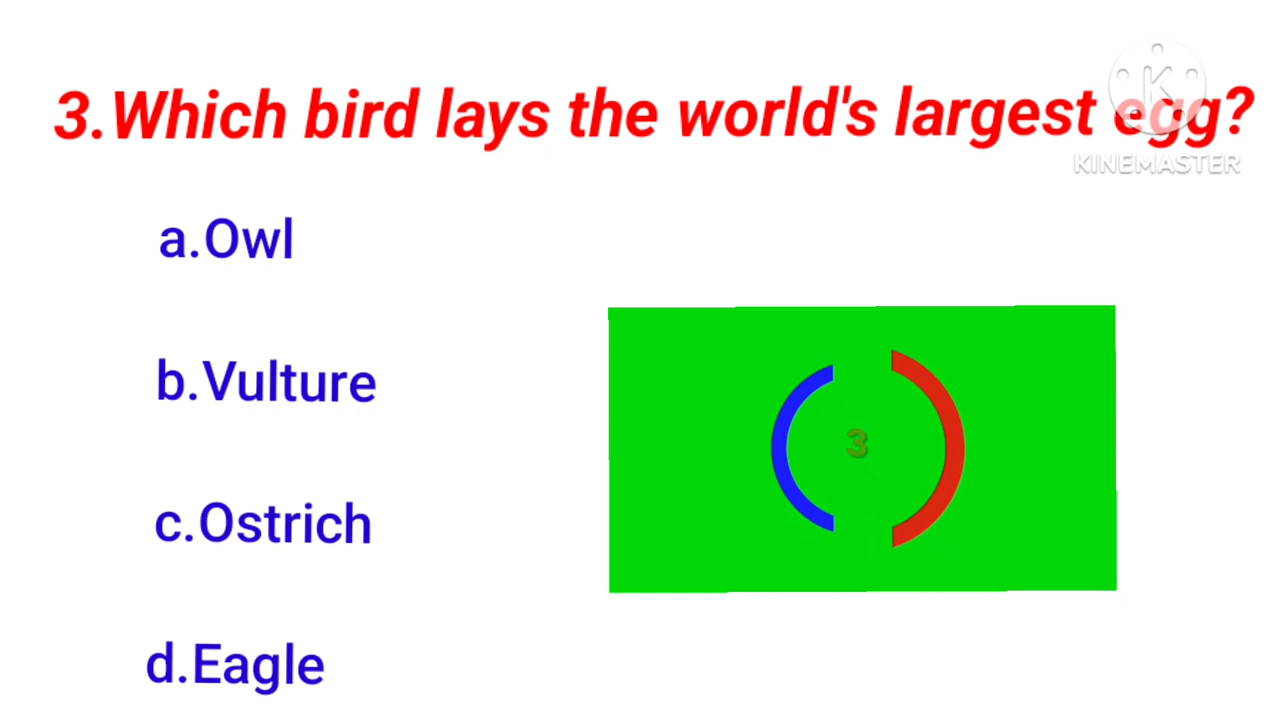 3.Which bird lays the world's largest egg?
KINEMASTER
a.Owl
b.Vulture
3
c.Ostrich
d.Eagle